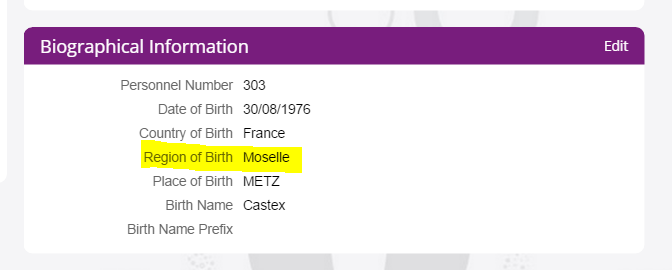 Biographical Information Edit
Personnel Number 303
Date of Birth 30/08/1976
Country of Birth France
Region of Birth Moselle
Place of Birth METZ
Birth Name Castex
Birth Name Prefix